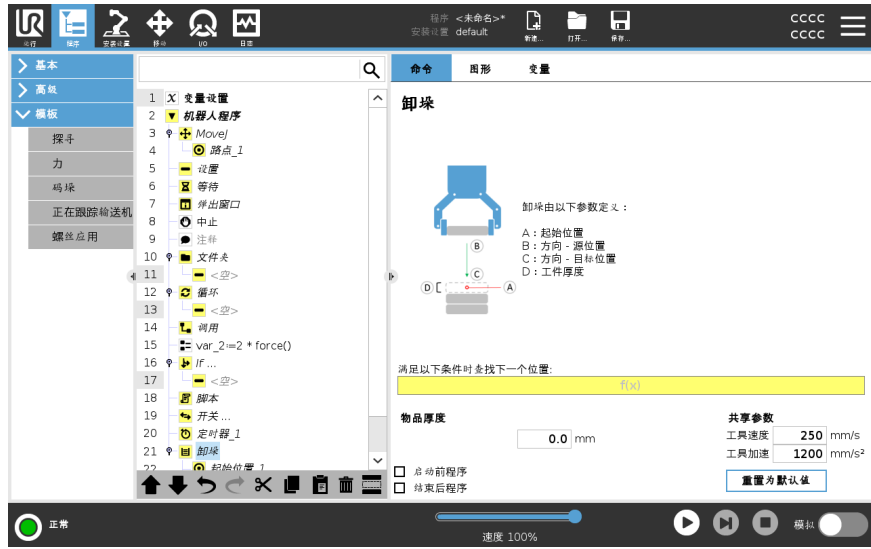 UR
运行
程序
安装设置
移动
I/O
日志
程序 <未命名>*
安装设置 default
新建...
打开...
保存...
cccc
cccc
基本
高级
模板
探寻
力
码垛
正在跟踪输送机
螺丝应用
1 X 变量设置
2 机器人程序
3 MoveJ
4 路点_1
5 设置
6 等待
7 弹出窗口
8 中止
9 注释
10 文件夹
11 <空>
12 循环
13 <空>
14 调用
15 var_2:=2 * force()
16 If ...
17 <空>
18 脚本
19 开关 ...
20 定时器_1
21 卸垛
22 起始位置_1
命令 图形 变量
卸垛
卸垛由以下参数定义：
A：起始位置
B：方向 - 源位置
C：方向 - 目标位置
D：工件厚度
B
C
D
A
满足以下条件时查找下一个位置:
f(x)
物品厚度
0.0 mm
共享参数
工具速度 250 mm/s
工具加速 1200 mm/s²
重置为默认值
启动前程序
结束后程序
正常
速度 100%
模拟